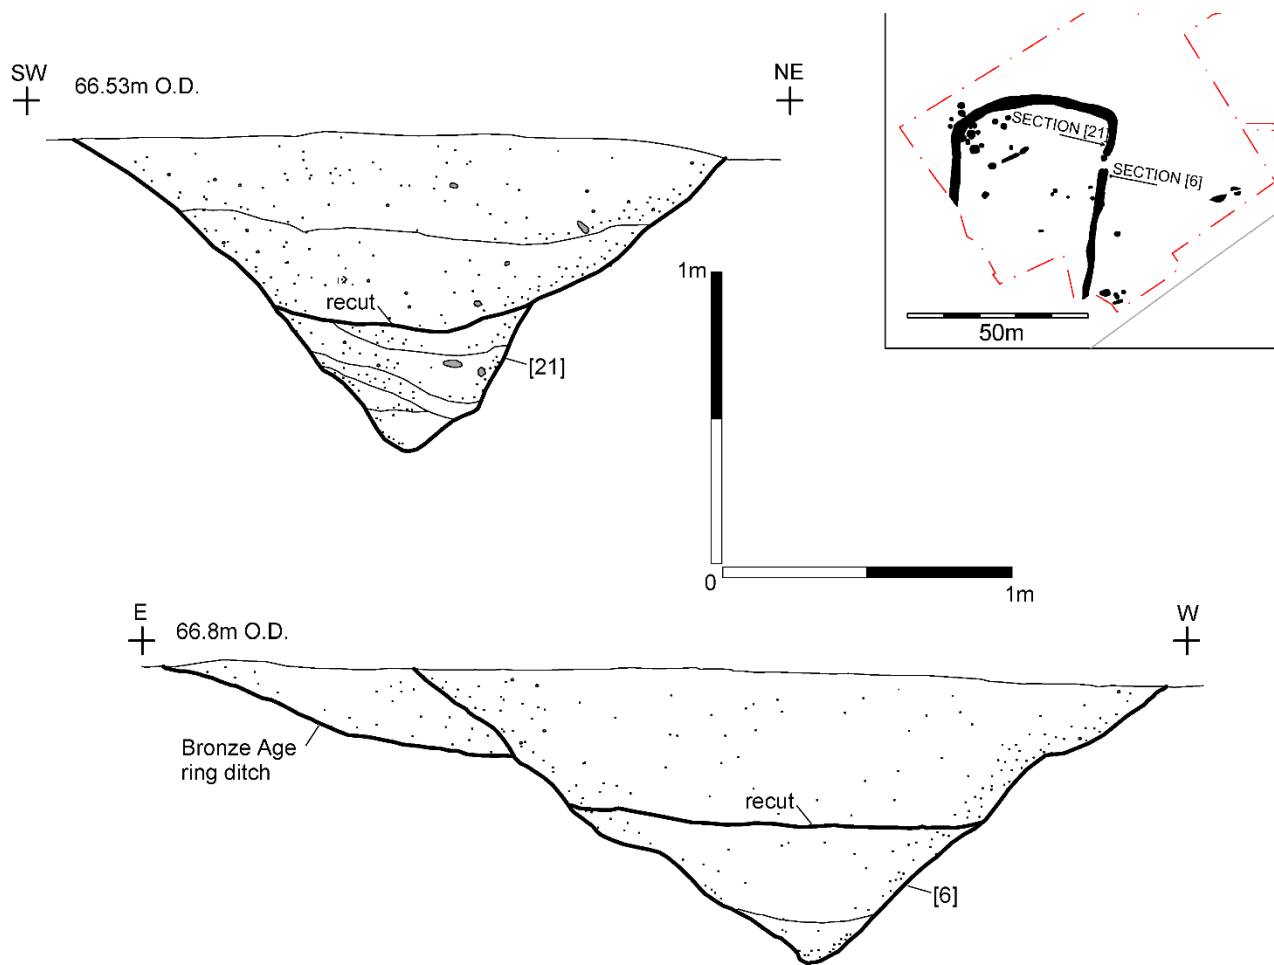 SW
66.53m O.D.
NE
recut
[21]
SECTION [21]
SECTION [6]
50m
1m
0
1m
E
66.8m O.D.
W
Bronze Age
ring ditch
recut
[6]